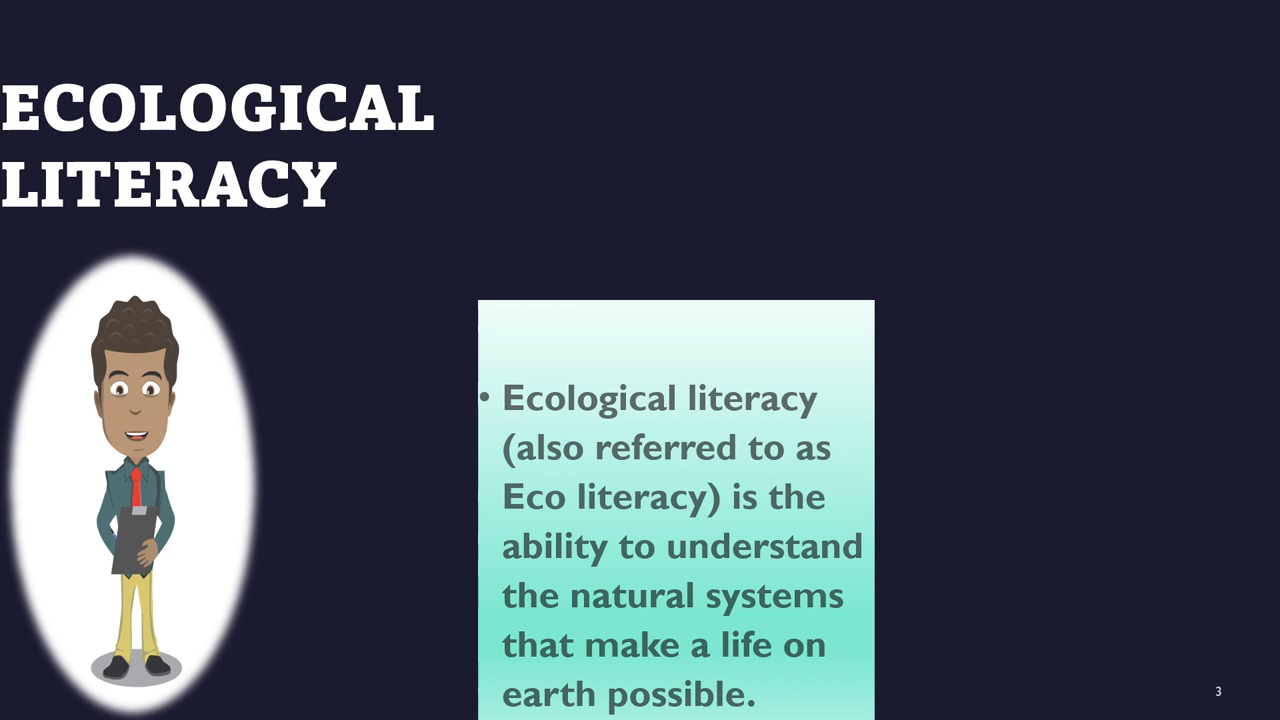 ECOLOGICAL
LITERACY
• Ecological literacy
(also referred to as
Eco literacy) is the
ability to understand
the natural systems
that make a life on
earth possible.
3